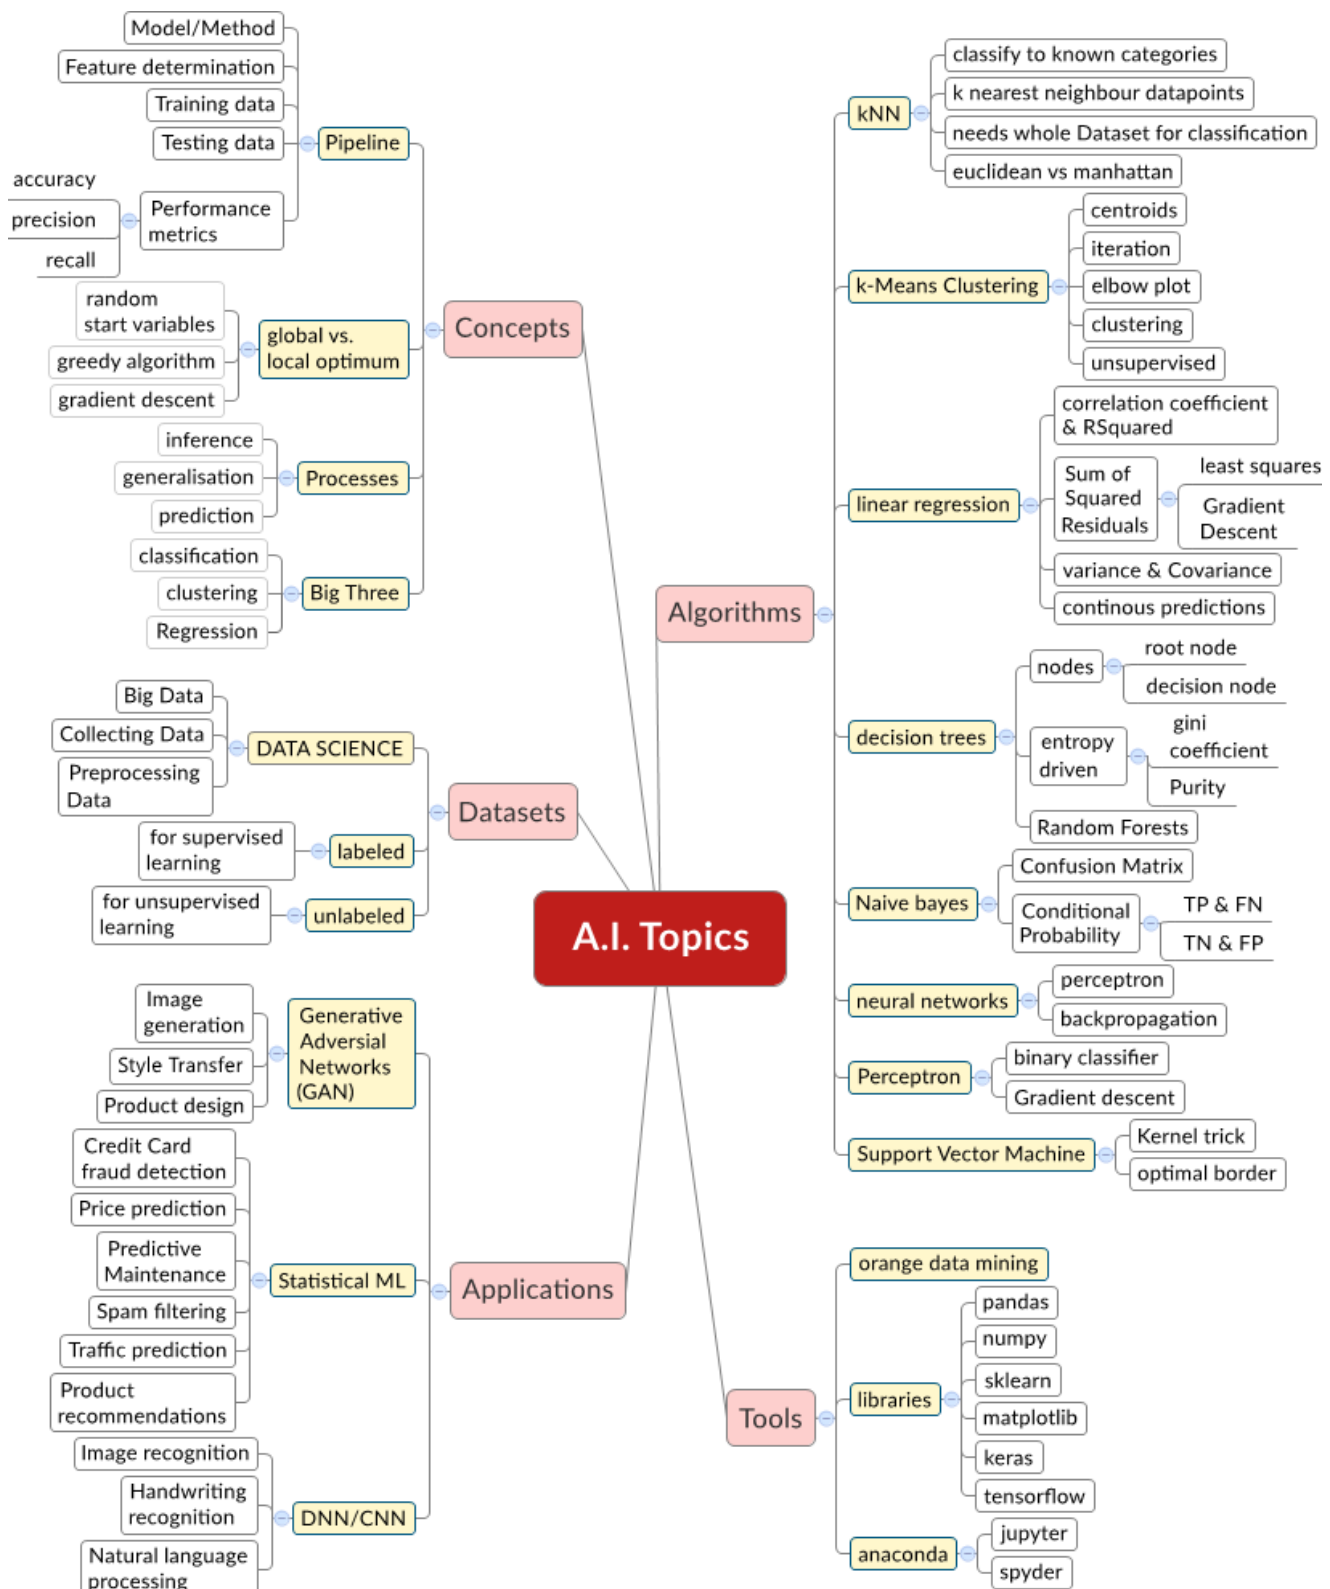 A.I. Topics
Concepts
Pipeline
Model/Method
Feature determination
Training data
Testing data
Performance
metrics
accuracy
precision
recall
global vs.
local optimum
random
start variables
greedy algorithm
gradient descent
Processes
inference
generalisation
prediction
Big Three
classification
clustering
Regression
Datasets
DATA SCIENCE
Big Data
Collecting Data
Preprocessing
Data
labeled
for supervised
learning
unlabeled
for unsupervised
learning
Applications
Generative
Adversial
Networks
(GAN)
Image
generation
Style Transfer
Product design
Statistical ML
Credit Card
fraud detection
Price prediction
Predictive
Maintenance
Spam filtering
Traffic prediction
Product
recommendations
DNN/CNN
Image recognition
Handwriting
recognition
Natural language
processing
Algorithms
kNN
classify to known categories
k nearest neighbour datapoints
needs whole Dataset for classification
euclidean vs manhattan
k-Means Clustering
centroids
iteration
elbow plot
clustering
unsupervised
linear regression
correlation coefficient
& RSquared
Sum of
Squared
Residuals
least squares
Gradient
Descent
variance & Covariance
continous predictions
decision trees
nodes
root node
decision node
entropy
driven
gini
coefficient
Purity
Random Forests
Naive bayes
Confusion Matrix
Conditional
Probability
TP & FN
TN & FP
neural networks
perceptron
backpropagation
Perceptron
binary classifier
Gradient descent
Support Vector Machine
Kernel trick
optimal border
Tools
orange data mining
libraries
pandas
numpy
sklearn
matplotlib
keras
tensorflow
anaconda
jupyter
spyder